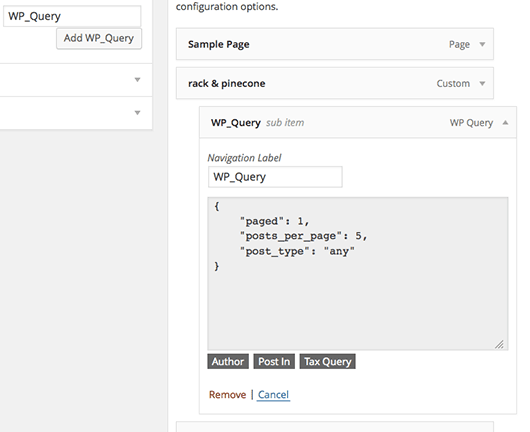 WP_Query
Add WP_Query
configuration options.
Sample Page Page
rack & pinecone Custom
WP_Query sub item WP Query
Navigation Label
WP_Query
{
"paged": 1,
"posts_per_page": 5,
"post_type": "any"
}
Author Post In Tax Query
Remove | Cancel